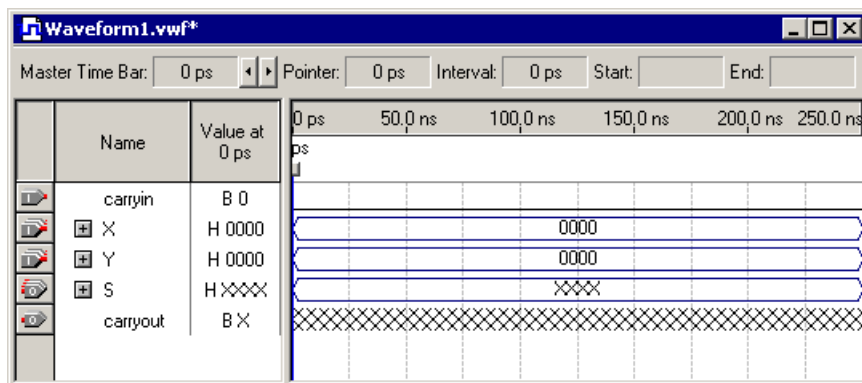 Waveform1.vwf*
Master Time Bar: 0 ps Pointer: 0 ps Interval: 0 ps Start: End:
Name Value at 0 ps 0 ps 50.0 ns 100.0 ns 150.0 ns 200.0 ns 250.0 ns
ps
carryin B 0
X H 0000 0000
Y H 0000 0000
S H XXXX XXXX
carryout B X